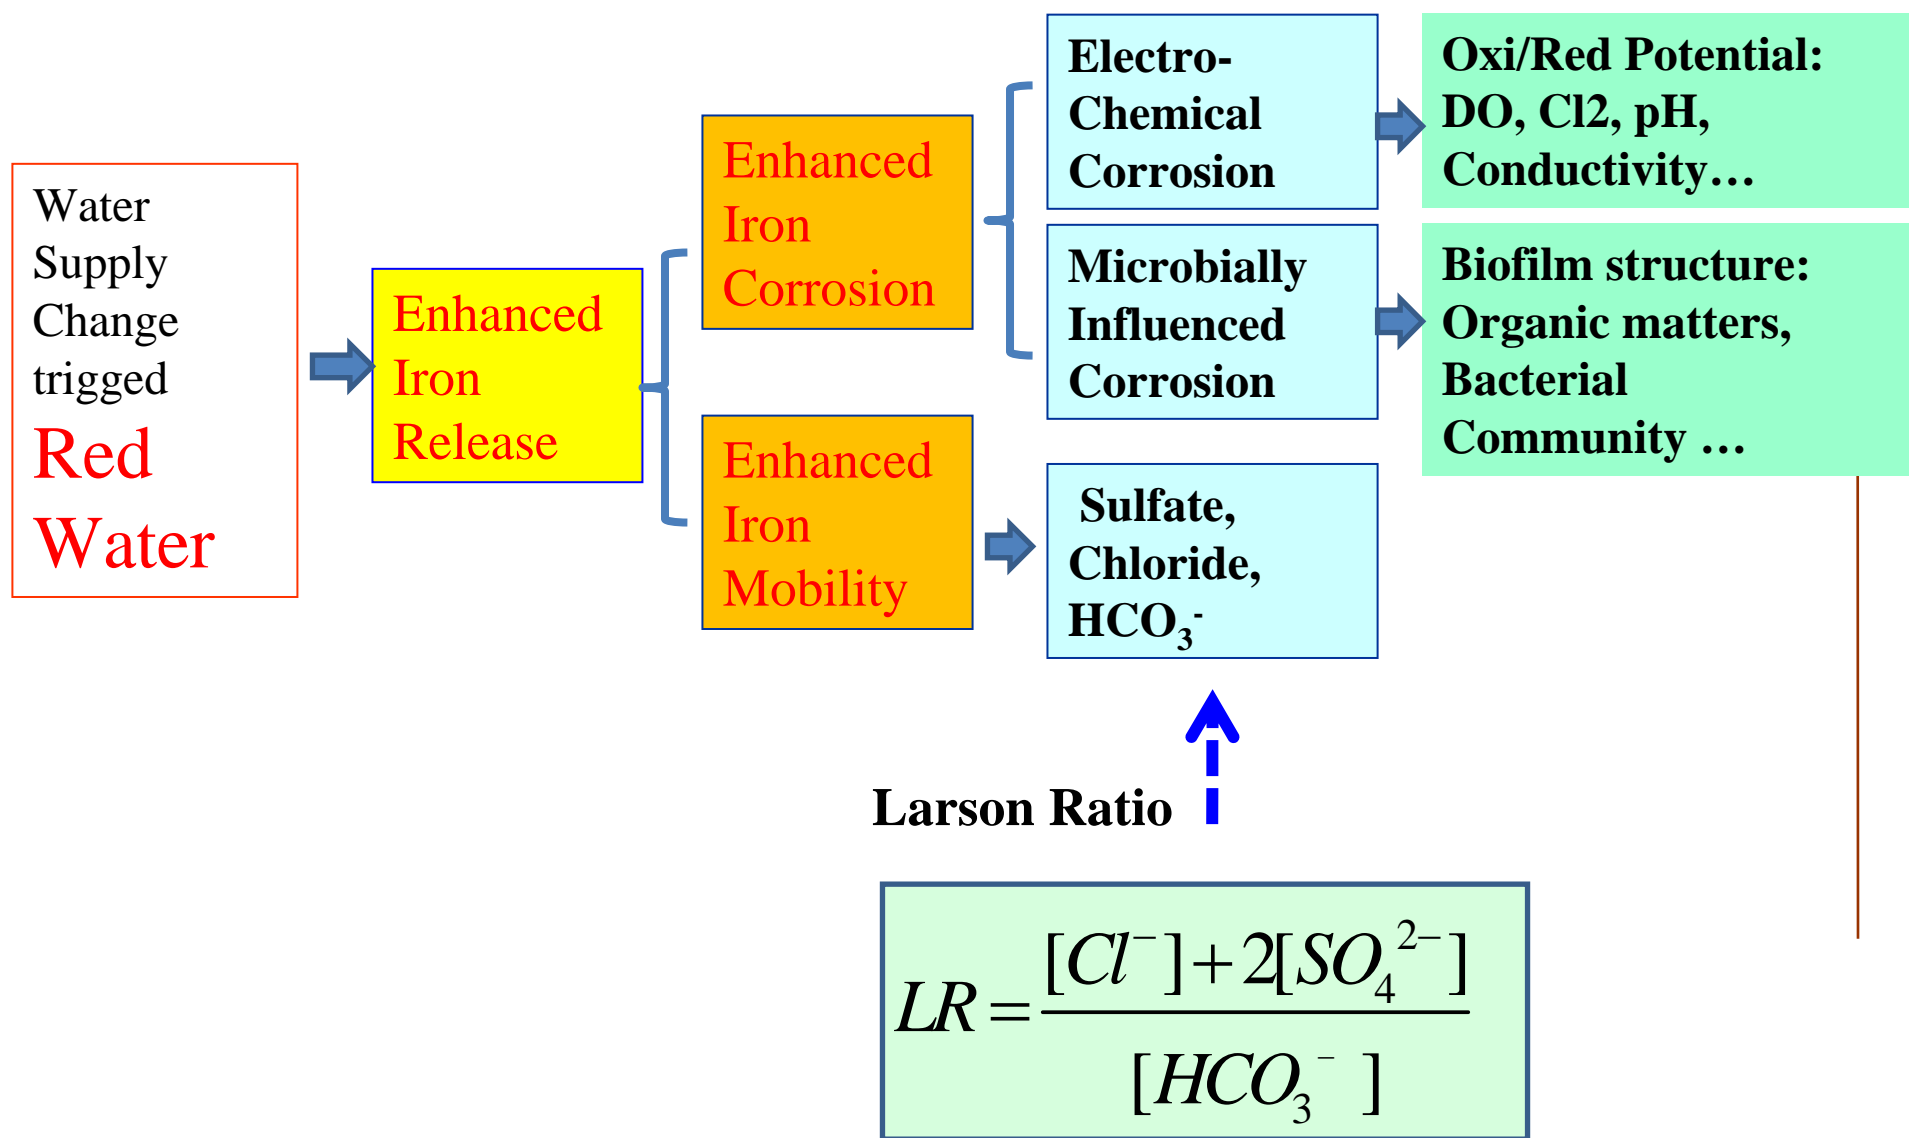 Water
Supply
Change
trigged
Red
Water
Enhanced
Iron
Release
Enhanced
Iron
Corrosion
Enhanced
Iron
Mobility
Electro-
Chemical
Corrosion
Microbially
Influenced
Corrosion
Sulfate,
Chloride,
HCO₃⁻
Oxi/Red Potential:
DO, Cl2, pH,
Conductivity…
Biofilm structure:
Organic matters,
Bacterial
Community …
Larson Ratio
LR = [Cl⁻]+2[SO₄²⁻] / [HCO₃⁻]